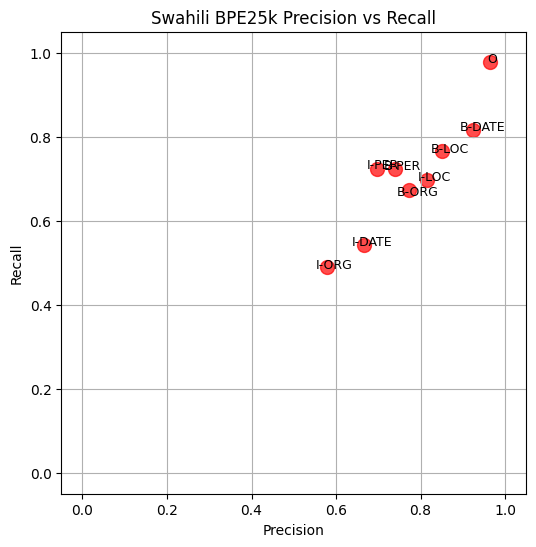 Swahili BPE25k Precision vs Recall
1.0
O
B-DATE
0.8
B-LOC
I-PER
B-PER
I-LOC
B-ORG
0.6
I-DATE
I-ORG
0.4
0.2
0.0
Recall
0.0 0.2 0.4 0.6 0.8 1.0
Precision